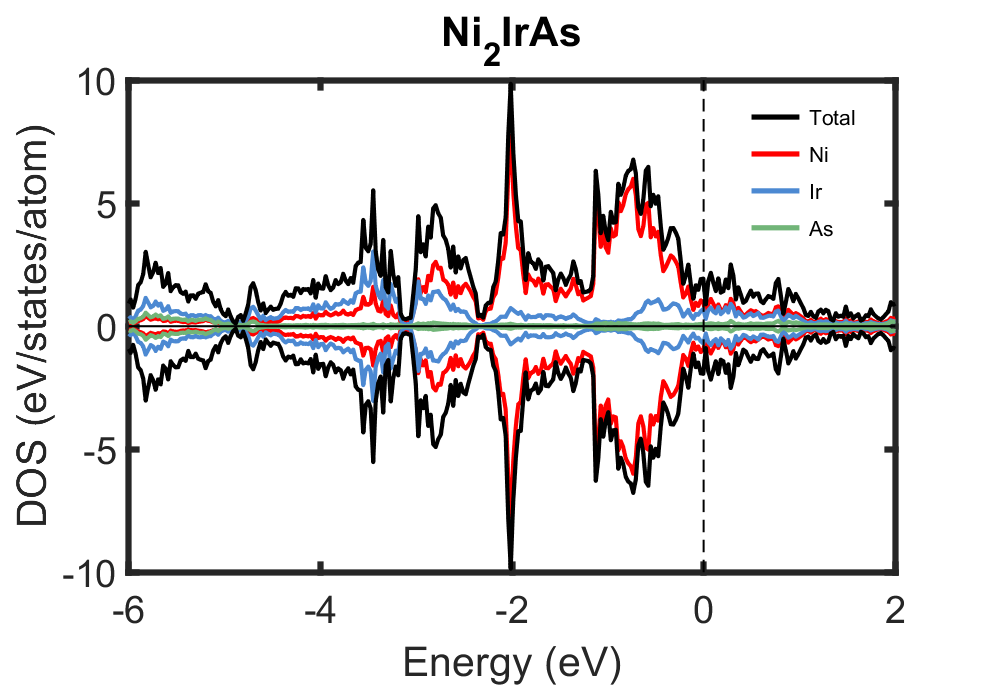 Ni2IrAs
DOS (eV/states/atom)
10
5
0
-5
-10
Total
Ni
Ir
As
-6 -4 -2 0 2
Energy (eV)